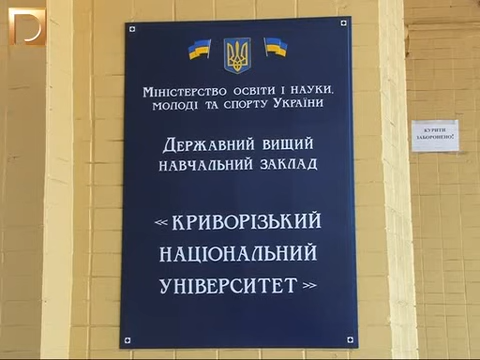 D
Міністерство освіти і науки,
молоді та спорту України
Державний вищий
навчальний заклад
« Криворізький
національний
університет »
КУРИТИ
ЗАБОРОНЕНО!